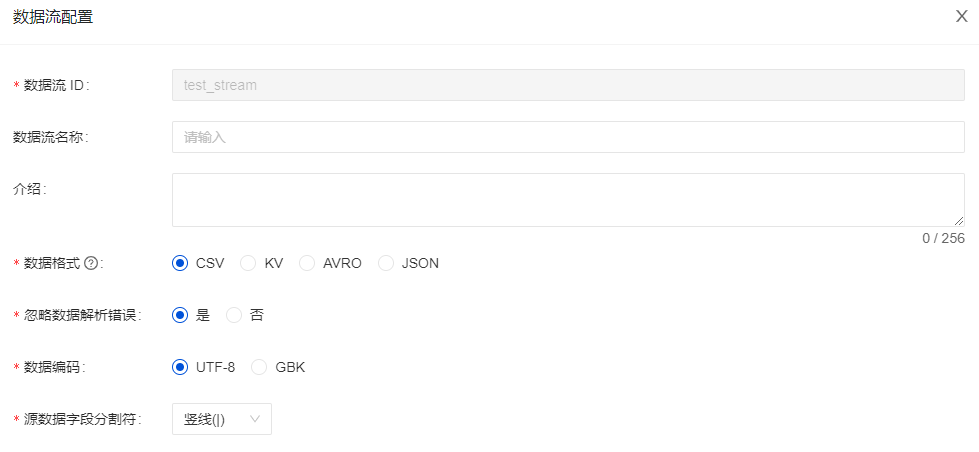 数据流配置
* 数据流 ID: test_stream
数据流名称: 请输入
介绍:
0 / 256
* 数据格式 ?: CSV KV AVRO JSON
* 忽略数据解析错误: 是 否
* 数据编码: UTF-8 GBK
* 源数据字段分割符: 竖线(|)